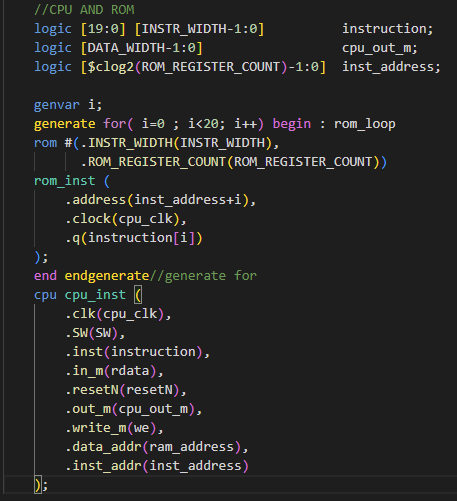 //CPU AND ROM
logic [19:0] [INSTR_WIDTH-1:0]          instruction;
logic [DATA_WIDTH-1:0]                  cpu_out_m;
logic [$clog2(ROM_REGISTER_COUNT)-1:0]  inst_address;

genvar i;
generate for( i=0 ; i<20; i++) begin : rom_loop
rom #(.INSTR_WIDTH(INSTR_WIDTH),
      .ROM_REGISTER_COUNT(ROM_REGISTER_COUNT))
rom_inst (
    .address(inst_address+i),
    .clock(cpu_clk),
    .q(instruction[i])
);
end endgenerate//generate for
cpu cpu_inst (
    .clk(cpu_clk),
    .SW(SW),
    .inst(instruction),
    .in_m(rdata),
    .resetN(resetN),
    .out_m(cpu_out_m),
    .write_m(we),
    .data_addr(ram_address),
    .inst_addr(inst_address)
);